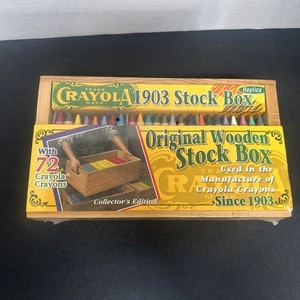 TRADE
CRAYOLA
MARK
1903 Stock Box
Replica
With
72
Crayola
Crayons
Original Wooden
Stock Box
Used in the
Manufacture of
Crayola Crayons
Since 1903
Collector's Edition